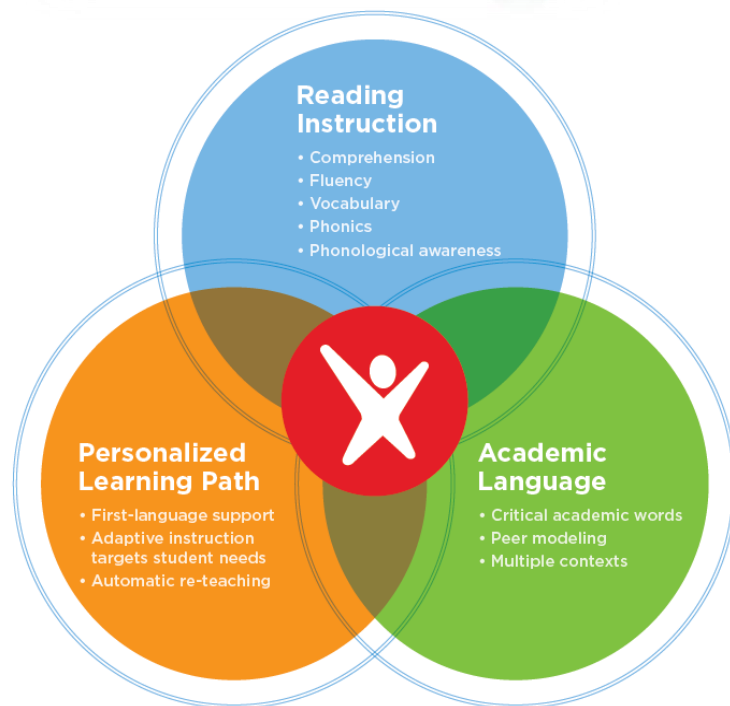 Reading
Instruction
• Comprehension
• Fluency
• Vocabulary
• Phonics
• Phonological awareness
Personalized
Learning Path
• First-language support
• Adaptive instruction
targets student needs
• Automatic re-teaching
Academic
Language
• Critical academic words
• Peer modeling
• Multiple contexts